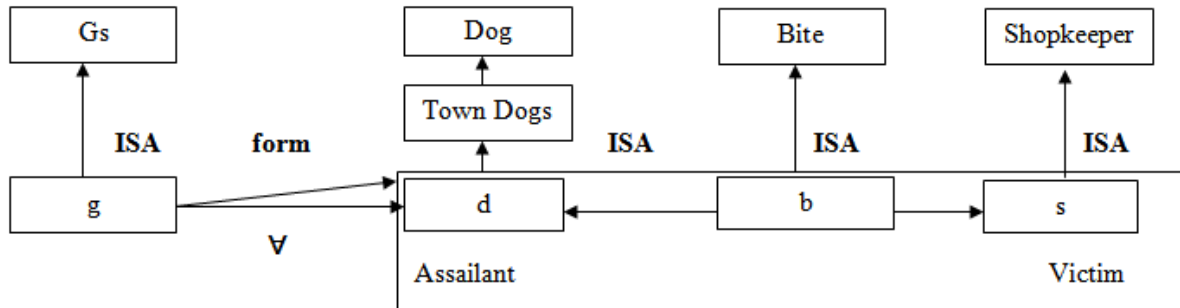 Gs
Dog
Bite
Shopkeeper
Town Dogs
ISA
form
ISA
ISA
ISA
g
d
b
s
∀
Assailant
Victim